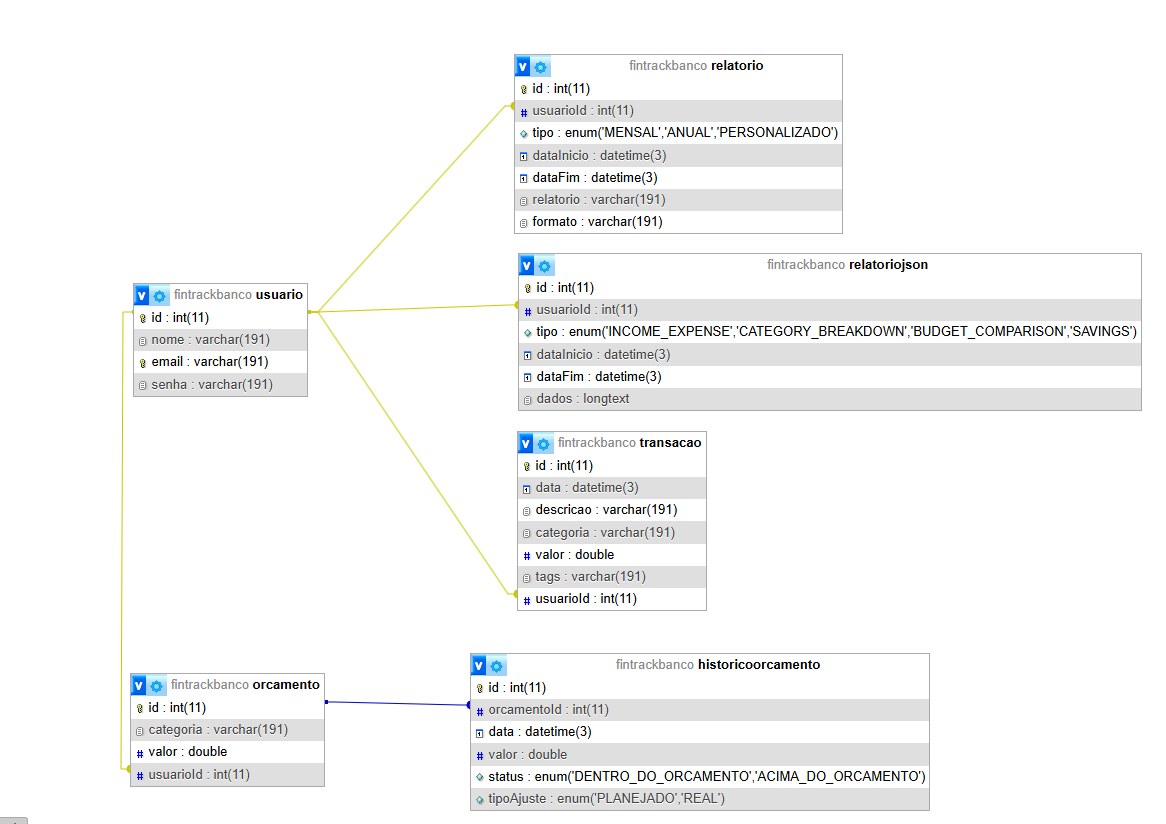 fintrackbanco relatorio
id : int(11)
usuarioId : int(11)
tipo : enum('MENSAL','ANUAL','PERSONALIZADO')
dataInicio : datetime(3)
dataFim : datetime(3)
relatorio : varchar(191)
formato : varchar(191)
fintrackbanco relatoriojson
id : int(11)
usuarioId : int(11)
tipo : enum('INCOME_EXPENSE','CATEGORY_BREAKDOWN','BUDGET_COMPARISON','SAVINGS')
dataInicio : datetime(3)
dataFim : datetime(3)
dados : longtext
fintrackbanco usuario
id : int(11)
nome : varchar(191)
email : varchar(191)
senha : varchar(191)
fintrackbanco transacao
id : int(11)
data : datetime(3)
descricao : varchar(191)
categoria : varchar(191)
valor : double
tags : varchar(191)
usuarioId : int(11)
fintrackbanco orcamento
id : int(11)
categoria : varchar(191)
valor : double
usuarioId : int(11)
fintrackbanco historicoorcamento
id : int(11)
orcamentoId : int(11)
data : datetime(3)
valor : double
status : enum('DENTRO_DO_ORCAMENTO','ACIMA_DO_ORCAMENTO')
tipoAjuste : enum('PLANEJADO','REAL')